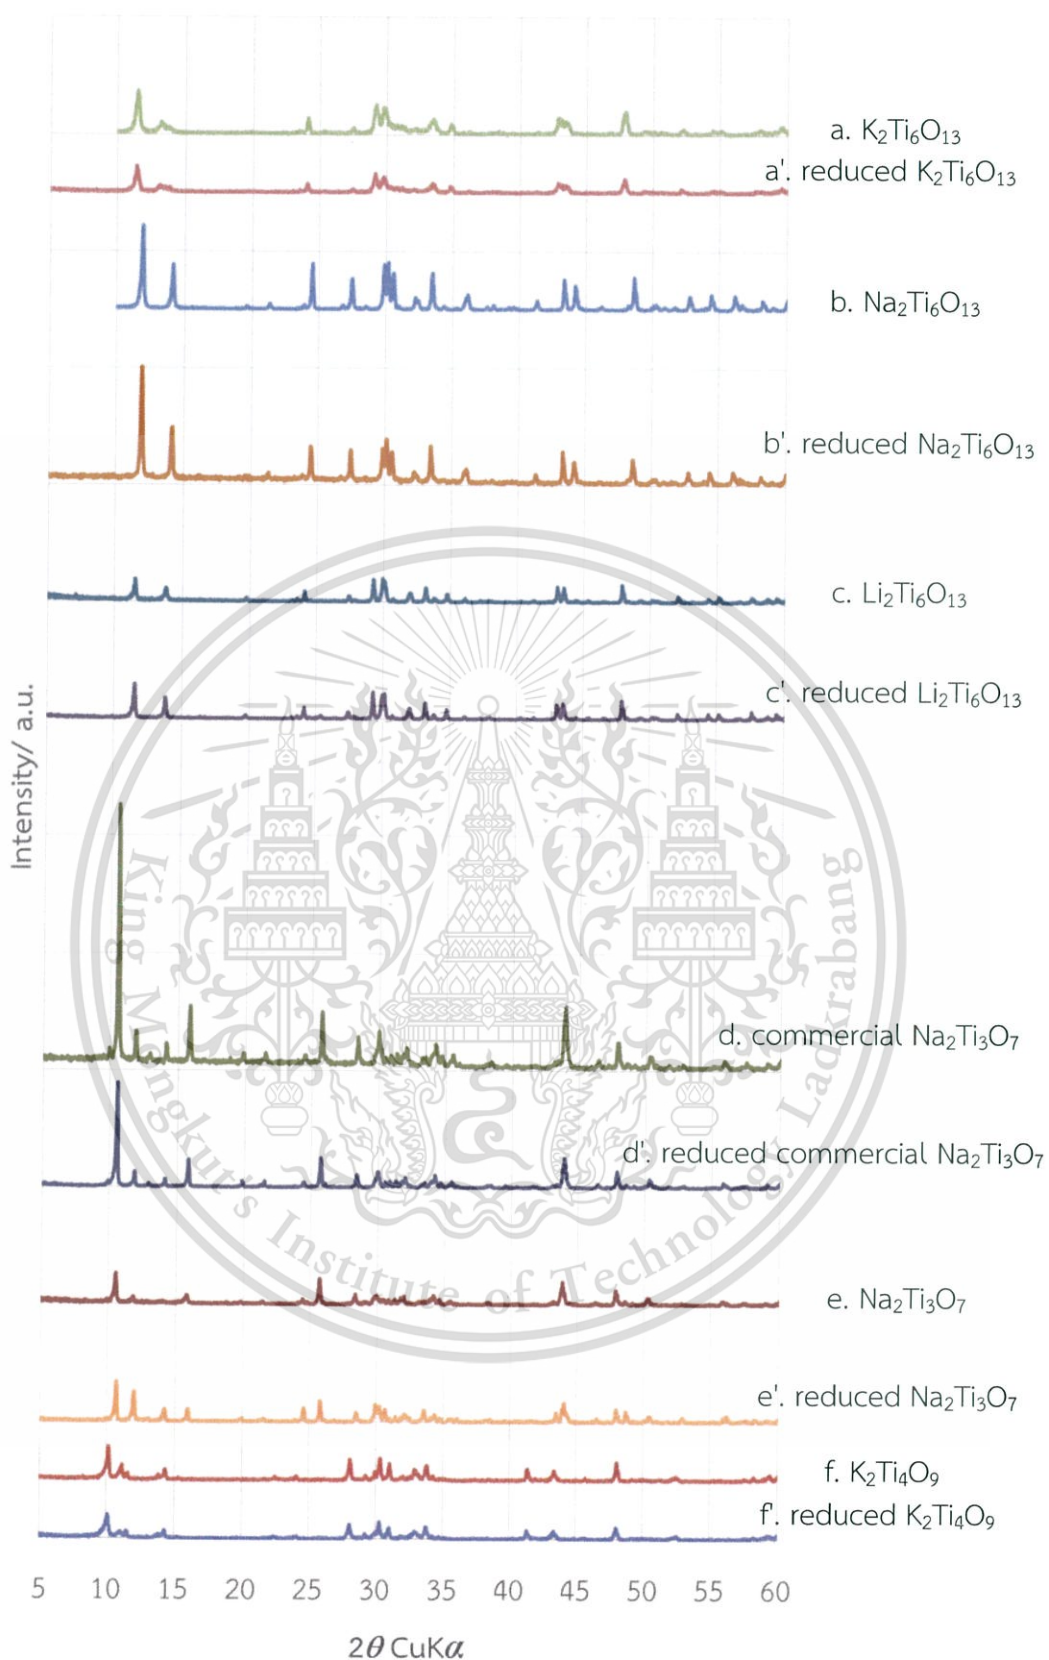 a. K₂Ti₆O₁₃
a'. reduced K₂Ti₆O₁₃
b. Na₂Ti₆O₁₃
b'. reduced Na₂Ti₆O₁₃
c. Li₂Ti₆O₁₃
c'. reduced Li₂Ti₆O₁₃
Intensity/ a.u.
d. commercial Na₂Ti₃O₇
d'. reduced commercial Na₂Ti₃O₇
King Mongkut's Institute of Technology Ladkrabang
e. Na₂Ti₃O₇
e'. reduced Na₂Ti₃O₇
f. K₂Ti₄O₉
f'. reduced K₂Ti₄O₉
5 10 15 20 25 30 35 40 45 50 55 60
2θ CuKα